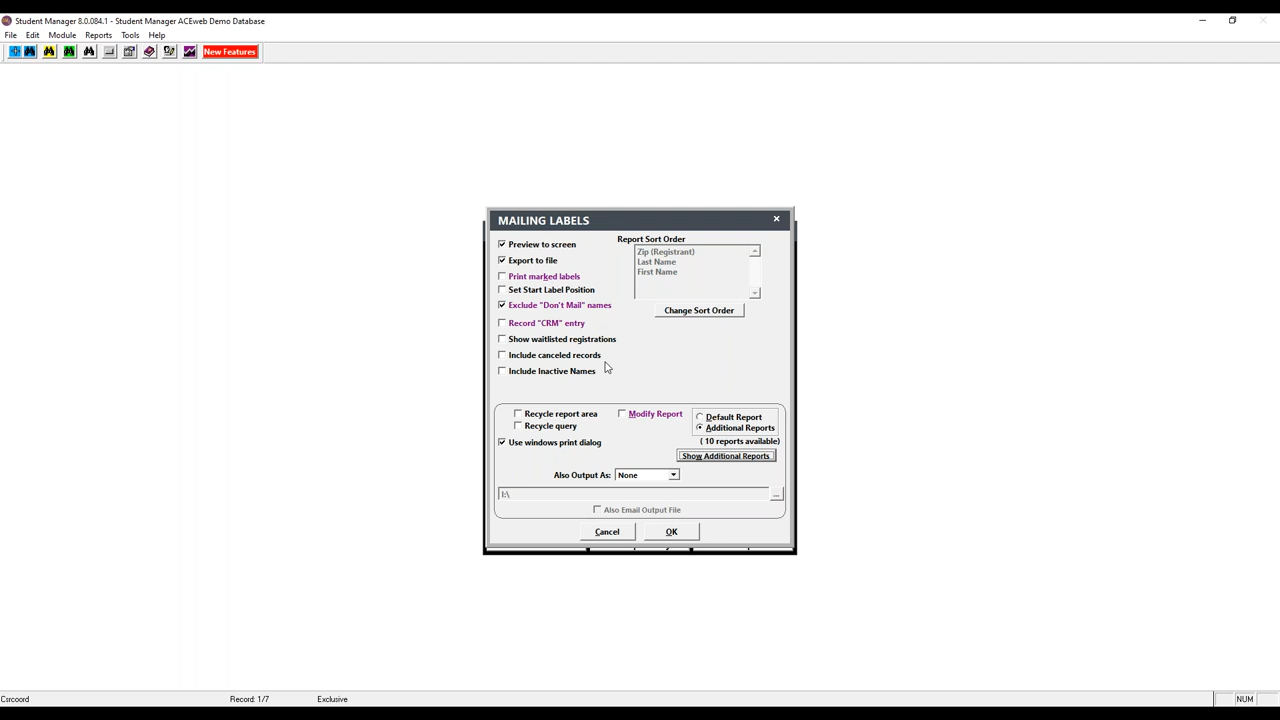 Student Manager 8.0.084.1 - Student Manager ACEweb Demo Database
File Edit Module Reports Tools Help
New Features
MAILING LABELS
Preview to screen
Export to file
Print marked labels
Set Start Label Position
Exclude "Don't Mail" names
Record "CRM" entry
Show waitlisted registrations
Include canceled records
Include Inactive Names
Report Sort Order
Zip (Registrant)
Last Name
First Name
Change Sort Order
Recycle report area
Recycle query
Use windows print dialog
Modify Report
Default Report
Additional Reports
( 10 reports available)
Show Additional Reports
Also Output As: None
I:\
...
Also Email Output File
Cancel OK
Csrcoord Record: 1/7 Exclusive NUM